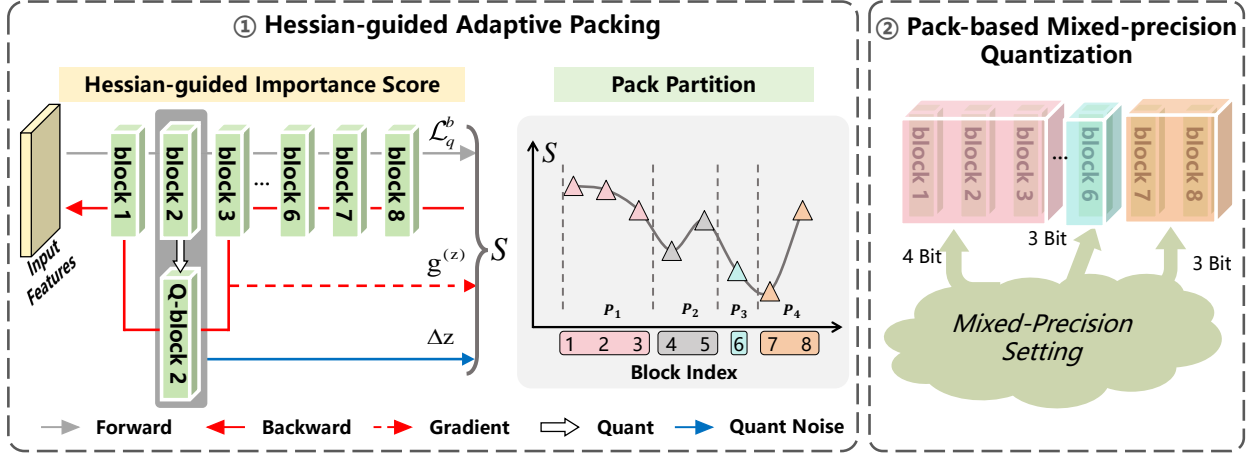 ① Hessian-guided Adaptive Packing
Hessian-guided Importance Score
Pack Partition
block 1
block 2
block 3
...
block 6
block 7
block 8
Q-block 2
Input
Features
ℒ_q^b
g^(z)
Δz
S
S
P₁
P₂
P₃
P₄
1 2 3 4 5 6 7 8
Block Index
Forward
Backward
Gradient
Quant
Quant Noise
② Pack-based Mixed-precision
Quantization
block 1
block 2
block 3
...
block 6
block 7
block 8
4 Bit
3 Bit
3 Bit
Mixed-Precision
Setting